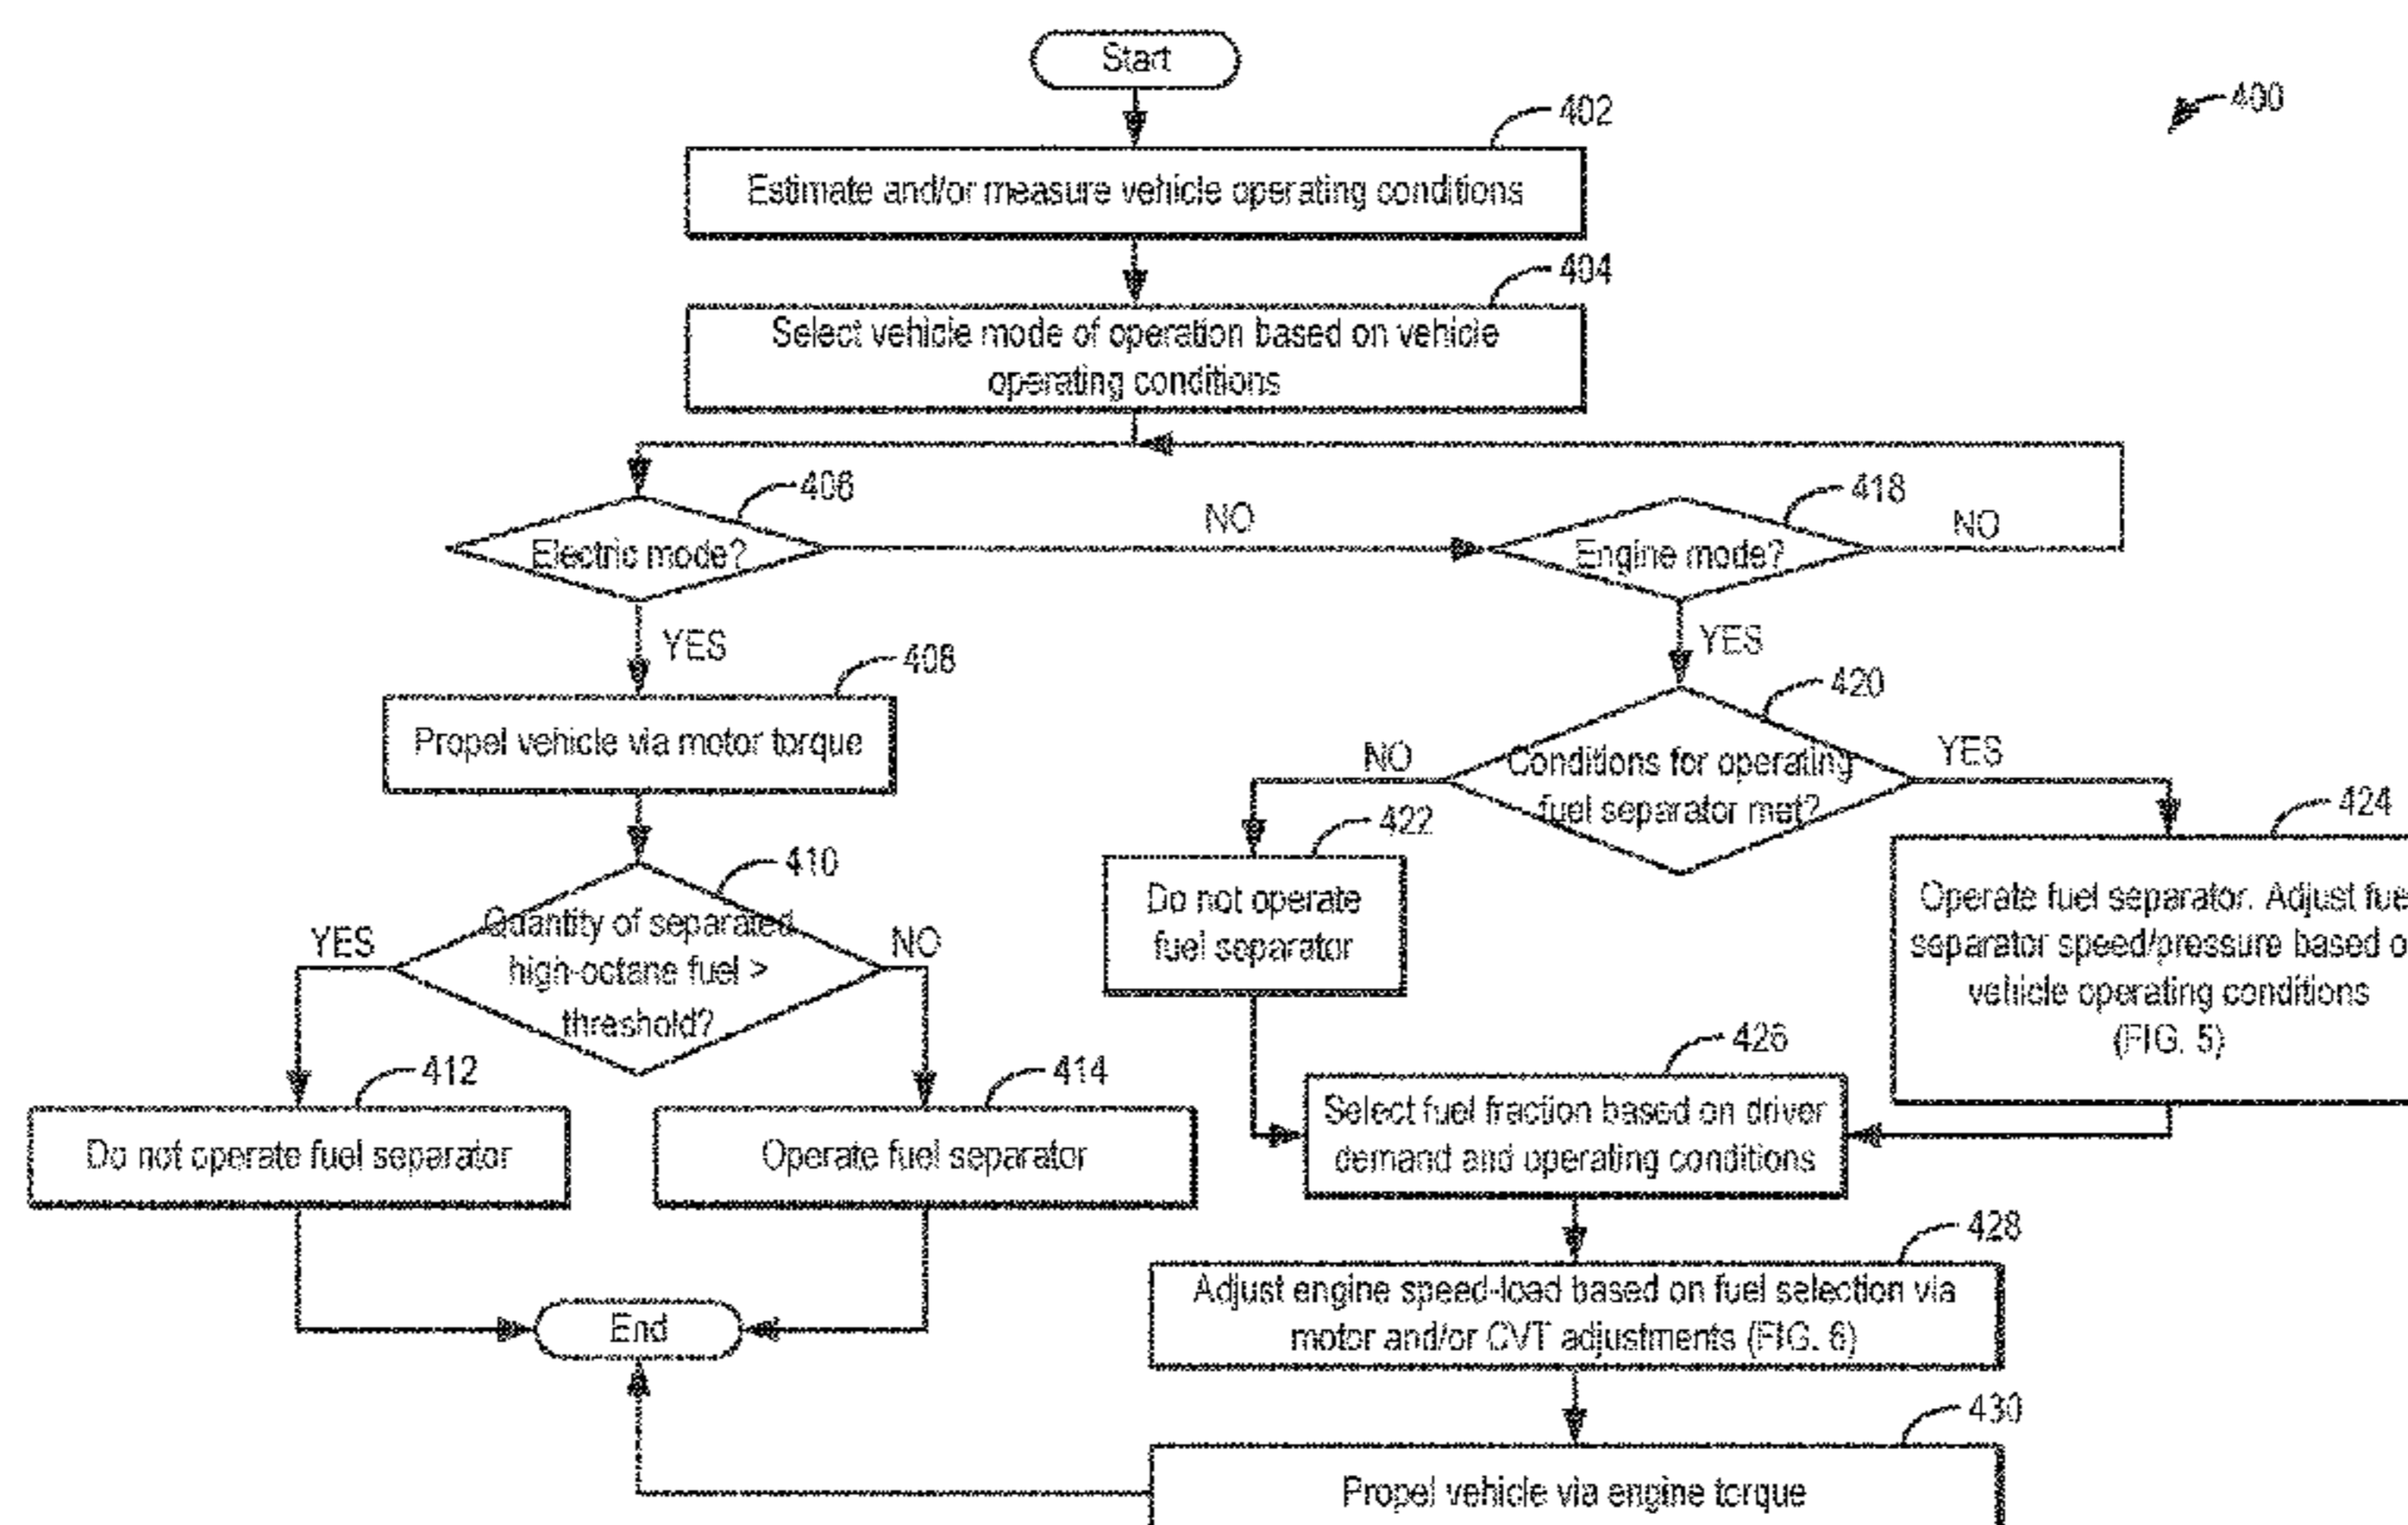 Start
400
402
Estimate and/or measure vehicle operating conditions
404
Select vehicle mode of operation based on vehicle
operating conditions
406
Electric mode?
NO
418
Engine mode?
NO
YES
408
Propel vehicle via motor torque
YES
420
Conditions for operating
fuel separator met?
NO
YES
422
Do not operate
fuel separator
424
Operate fuel separator. Adjust
separator speed/pressure based
vehicle operating conditions
(FIG. 5)
410
Quantity of separated
high-octane fuel >
threshold?
YES
NO
412
Do not operate fuel separator
414
Operate fuel separator
426
Select fuel fraction based on driver
demand and operating conditions
428
Adjust engine speed-load based on fuel selection via
motor and/or CVT adjustments (FIG. 6)
End
430
Propel vehicle via engine torque